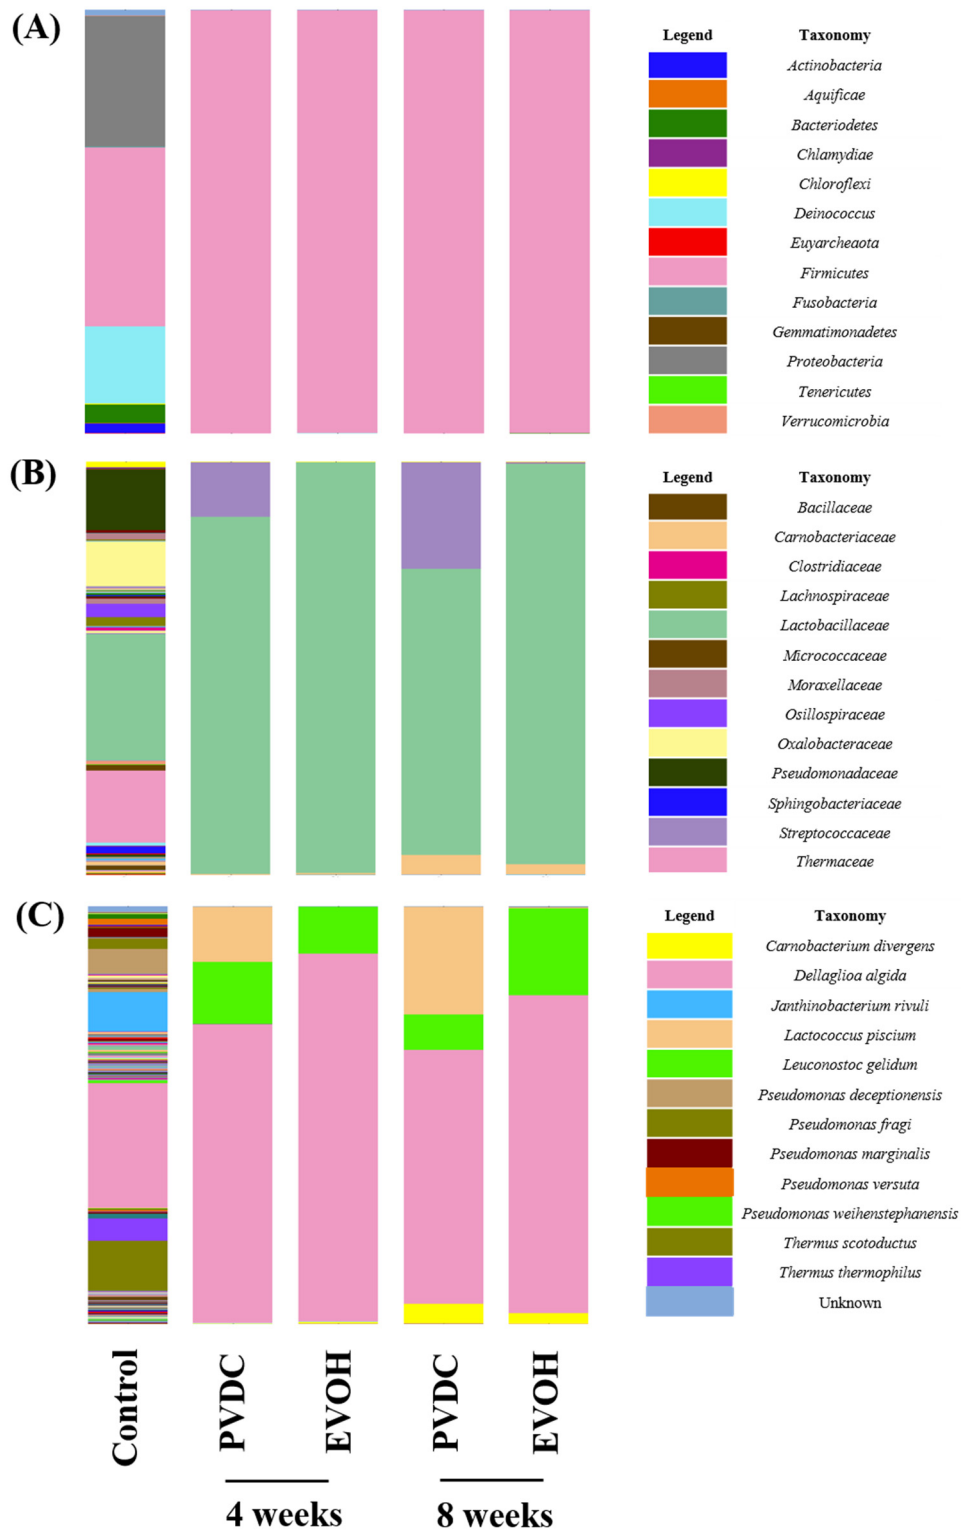 (A)
Legend Taxonomy
Actinobacteria
Aquificae
Bacteriodetes
Chlamydiae
Chloroflexi
Deinococcus
Euyarcheaota
Firmicutes
Fusobacteria
Gemmatimonadetes
Proteobacteria
Tenericutes
Verrucomicrobia
(B)
Legend Taxonomy
Bacillaceae
Carnobacteriaceae
Clostridiaceae
Lachnospiraceae
Lactobacillaceae
Micrococcaceae
Moraxellaceae
Osillospiraceae
Oxalobacteraceae
Pseudomonadaceae
Sphingobacteriaceae
Streptococcaceae
Thermaceae
(C)
Legend Taxonomy
Carnobacterium divergens
Dellaglioa algida
Janthinobacterium rivuli
Lactococcus piscium
Leuconostoc gelidum
Pseudomonas deceptionensis
Pseudomonas fragi
Pseudomonas marginalis
Pseudomonas versuta
Pseudomonas weihenstephanensis
Thermus scotoductus
Thermus thermophilus
Unknown
Control
PVDC
EVOH
PVDC
EVOH
4 weeks
8 weeks